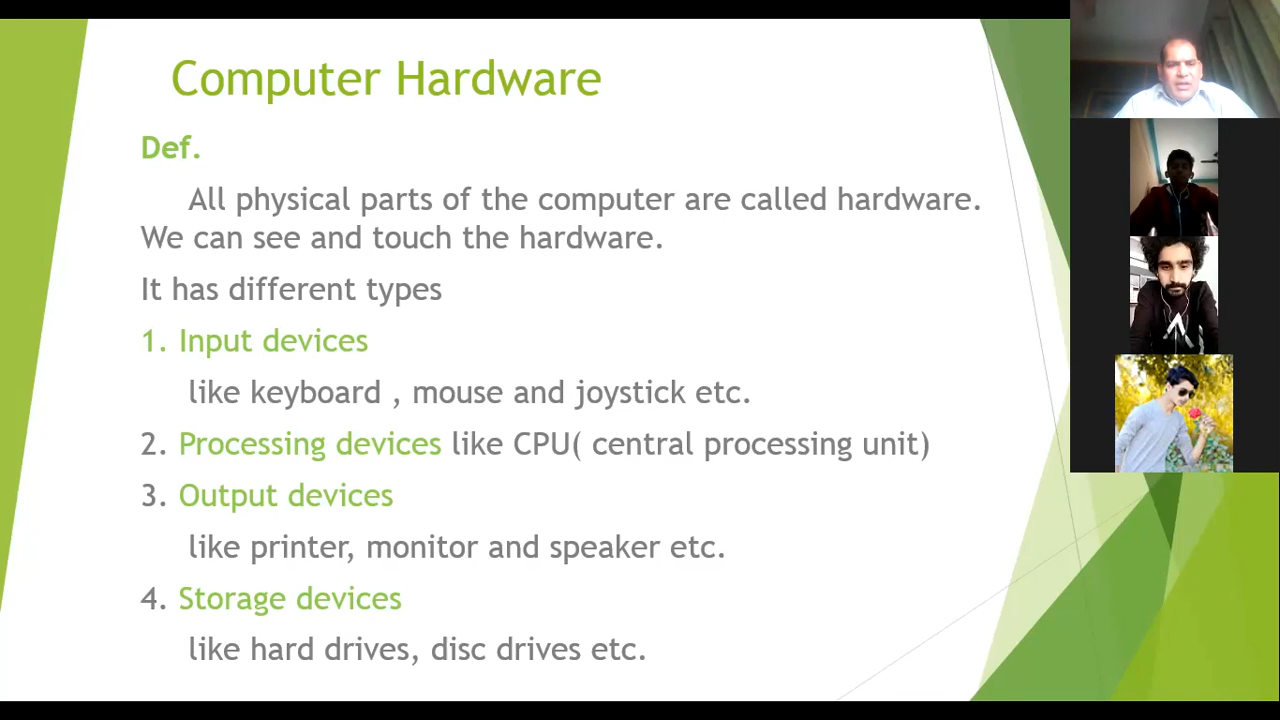 Computer Hardware
Def.
All physical parts of the computer are called hardware.
We can see and touch the hardware.
It has different types
1. Input devices
like keyboard , mouse and joystick etc.
2. Processing devices like CPU( central processing unit)
3. Output devices
like printer, monitor and speaker etc.
4. Storage devices
like hard drives, disc drives etc.